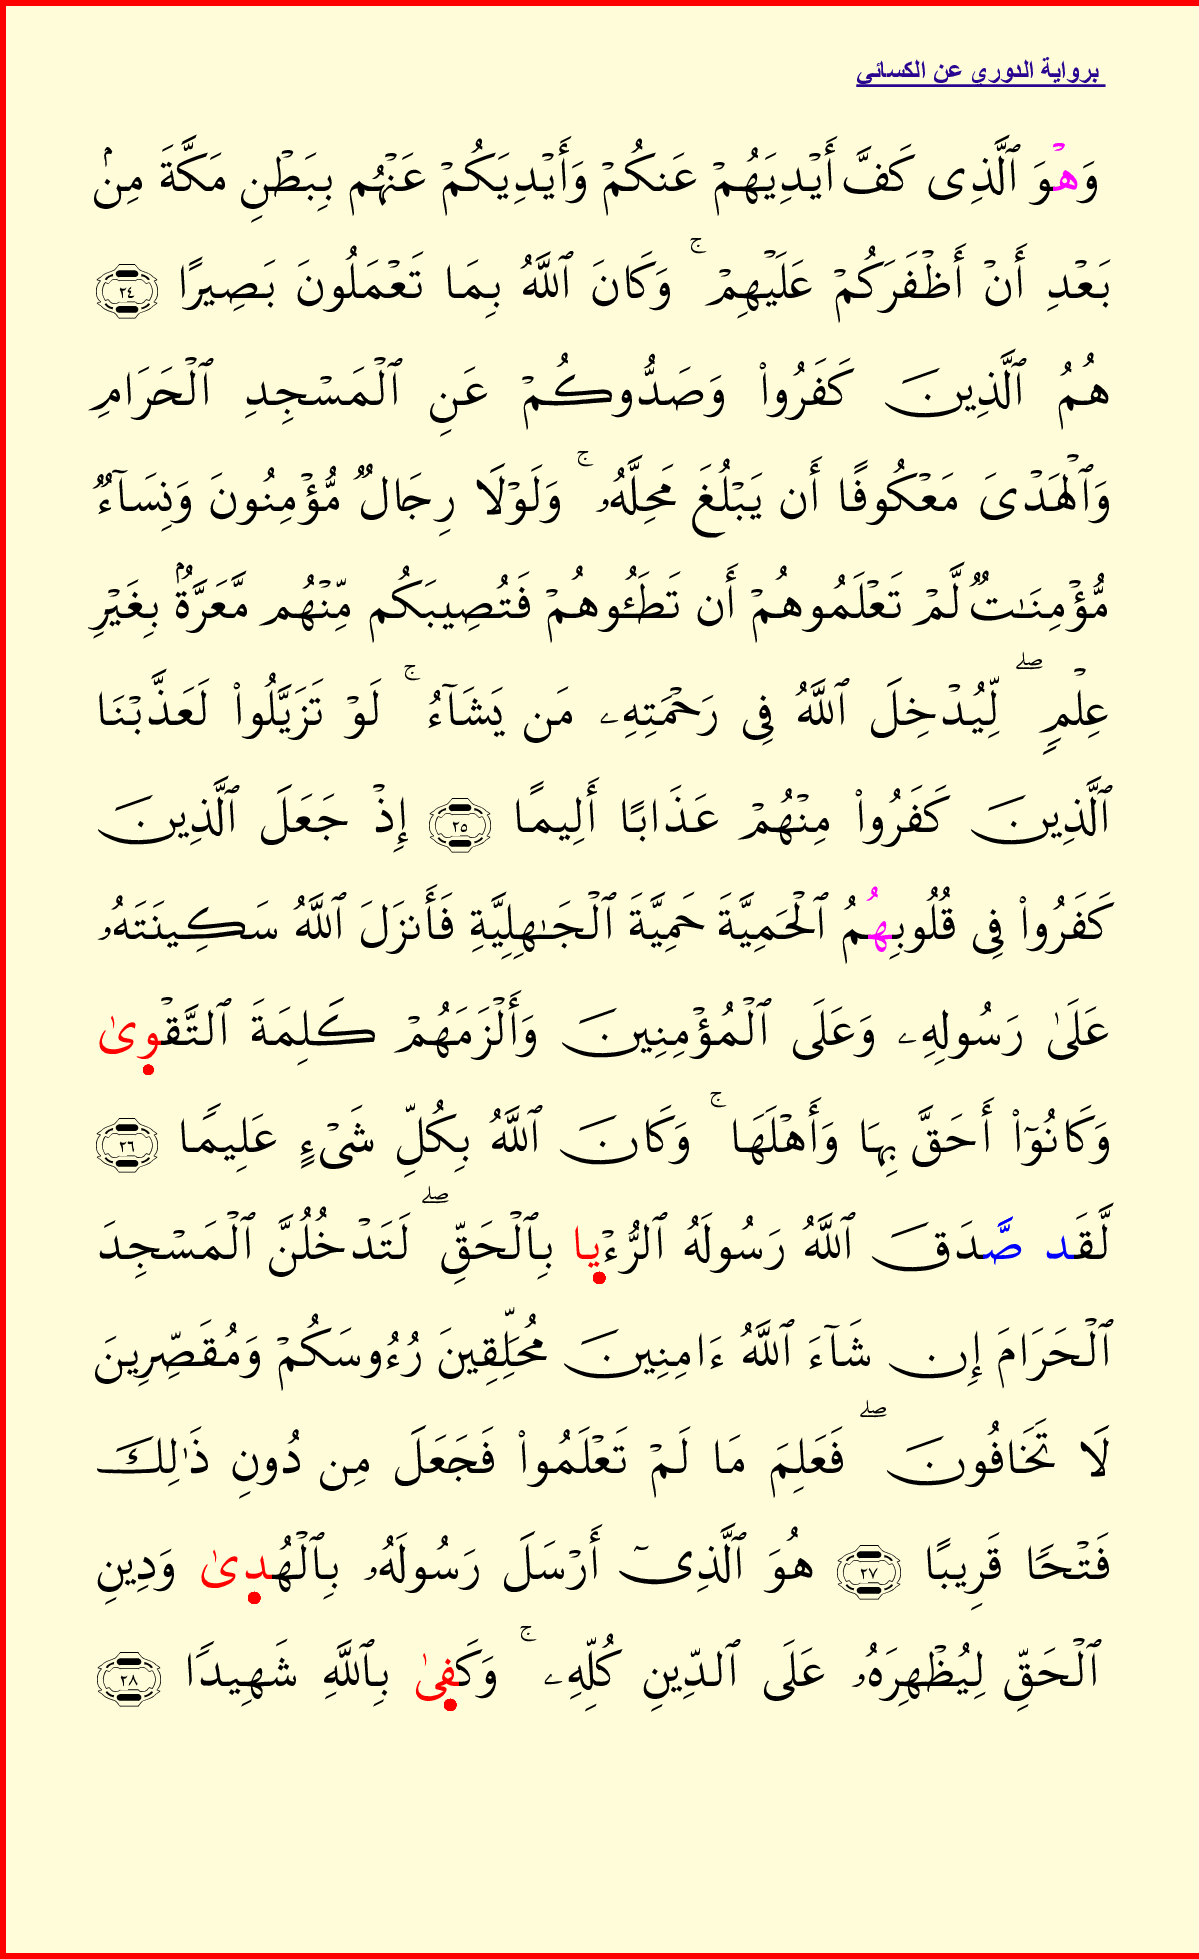 برواية الدوري عن الكسائي
وَهْوَ ٱلَّذِى كَفَّ أَيْدِيَهُمْ عَنكُمْ وَأَيْدِيَكُمْ عَنْهُم بِبَطْنِ مَكَّةَ مِنۢ
بَعْدِ أَنْ أَظْفَرَكُمْ عَلَيْهِمْ ۚ وَكَانَ ٱللَّهُ بِمَا تَعْمَلُونَ بَصِيرًا ٢٤
هُمُ ٱلَّذِينَ كَفَرُوا۟ وَصَدُّوكُمْ عَنِ ٱلْمَسْجِدِ ٱلْحَرَامِ
وَٱلْهَدْىَ مَعْكُوفًا أَن يَبْلُغَ مَحِلَّهُۥ ۚ وَلَوْلَا رِجَالٌ مُّؤْمِنُونَ وَنِسَآءٌ
مُّؤْمِنَـٰتٌ لَّمْ تَعْلَمُوهُمْ أَن تَطَـُٔوهُمْ فَتُصِيبَكُم مِّنْهُم مَّعَرَّةٌۢ بِغَيْرِ
عِلْمٍ ۖ لِّيُدْخِلَ ٱللَّهُ فِى رَحْمَتِهِۦ مَن يَشَآءُ ۚ لَوْ تَزَيَّلُوا۟ لَعَذَّبْنَا
ٱلَّذِينَ كَفَرُوا۟ مِنْهُمْ عَذَابًا أَلِيمًا ٢٥ إِذْ جَعَلَ ٱلَّذِينَ
كَفَرُوا۟ فِى قُلُوبِهُمُ ٱلْحَمِيَّةَ حَمِيَّةَ ٱلْجَـٰهِلِيَّةِ فَأَنزَلَ ٱللَّهُ سَكِينَتَهُۥ
عَلَىٰ رَسُولِهِۦ وَعَلَى ٱلْمُؤْمِنِينَ وَأَلْزَمَهُمْ كَلِمَةَ ٱلتَّقْوىٰ
وَكَانُوٓا۟ أَحَقَّ بِهَا وَأَهْلَهَا ۚ وَكَانَ ٱللَّهُ بِكُلِّ شَىْءٍ عَلِيمًا ٢٦
لَّقَد صَّدَقَ ٱللَّهُ رَسُولَهُ ٱلرُّءْيا بِٱلْحَقِّ ۖ لَتَدْخُلُنَّ ٱلْمَسْجِدَ
ٱلْحَرَامَ إِن شَآءَ ٱللَّهُ ءَامِنِينَ مُحَلِّقِينَ رُءُوسَكُمْ وَمُقَصِّرِينَ
لَا تَخَافُونَ ۖ فَعَلِمَ مَا لَمْ تَعْلَمُوا۟ فَجَعَلَ مِن دُونِ ذَٰلِكَ
فَتْحًا قَرِيبًا ٢٧ هُوَ ٱلَّذِىٓ أَرْسَلَ رَسُولَهُۥ بِٱلْهُدىٰ وَدِينِ
ٱلْحَقِّ لِيُظْهِرَهُۥ عَلَى ٱلدِّينِ كُلِّهِۦ ۚ وَكَفىٰ بِٱللَّهِ شَهِيدًا ٢٨